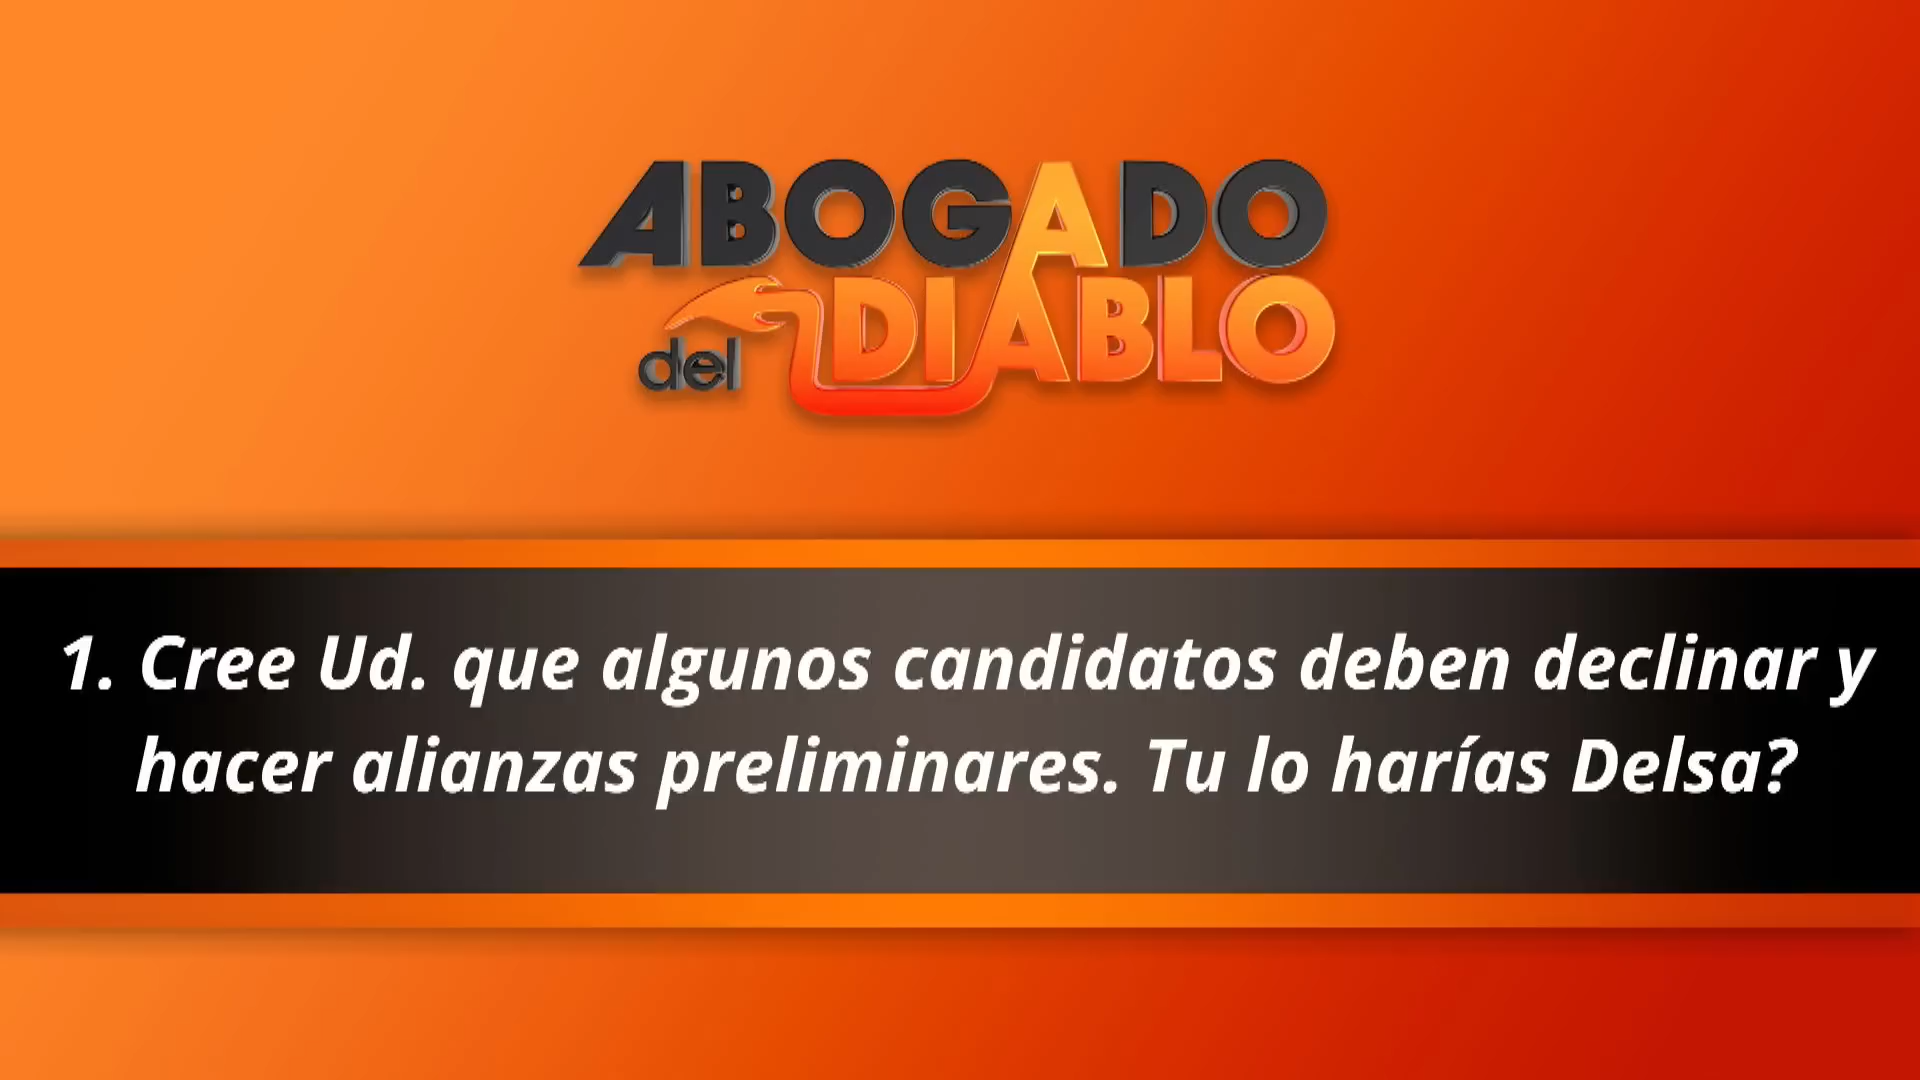 ABOGADO
del DIABLO
1. Cree Ud. que algunos candidatos deben declinar y
hacer alianzas preliminares. Tu lo harías Delsa?